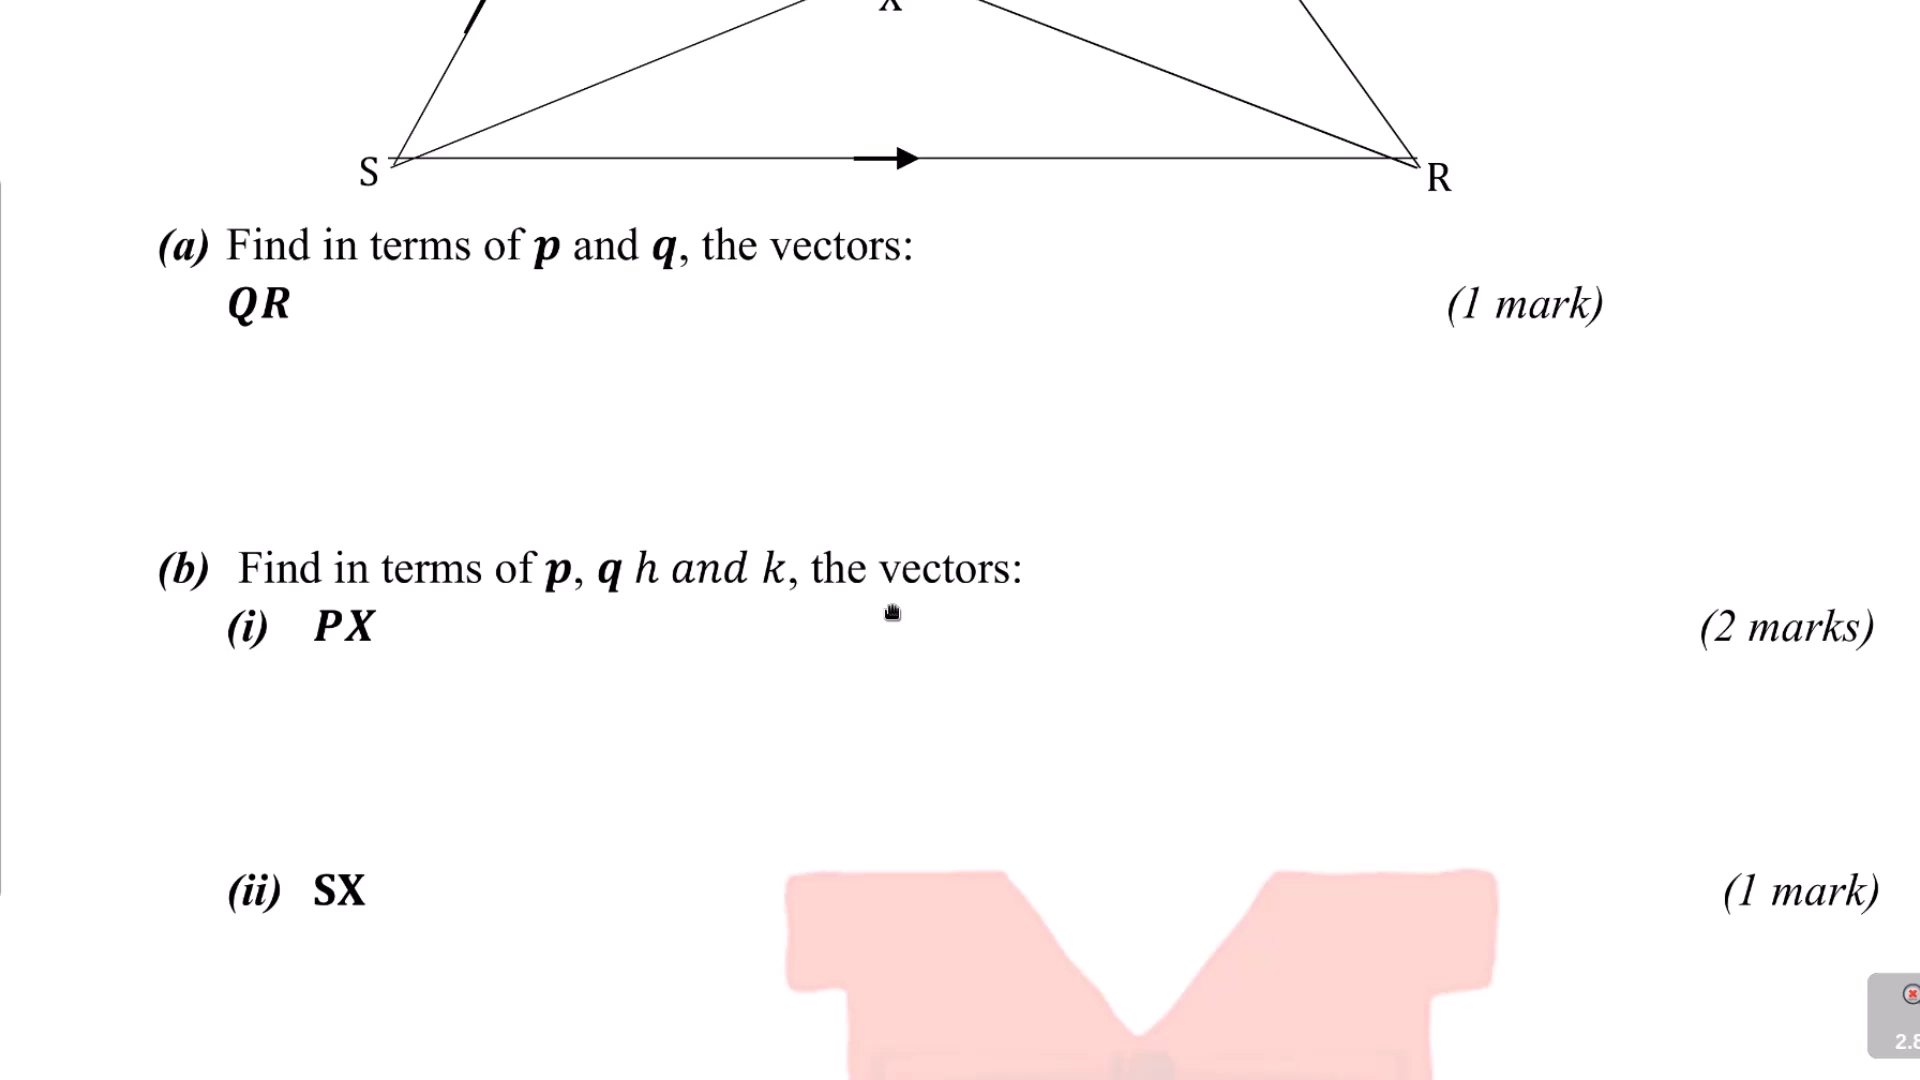 X
S
R
(a) Find in terms of p and q, the vectors:
QR (1 mark)
(b) Find in terms of p, q h and k, the vectors:
(i) PX (2 marks)
(ii) SX (1 mark)